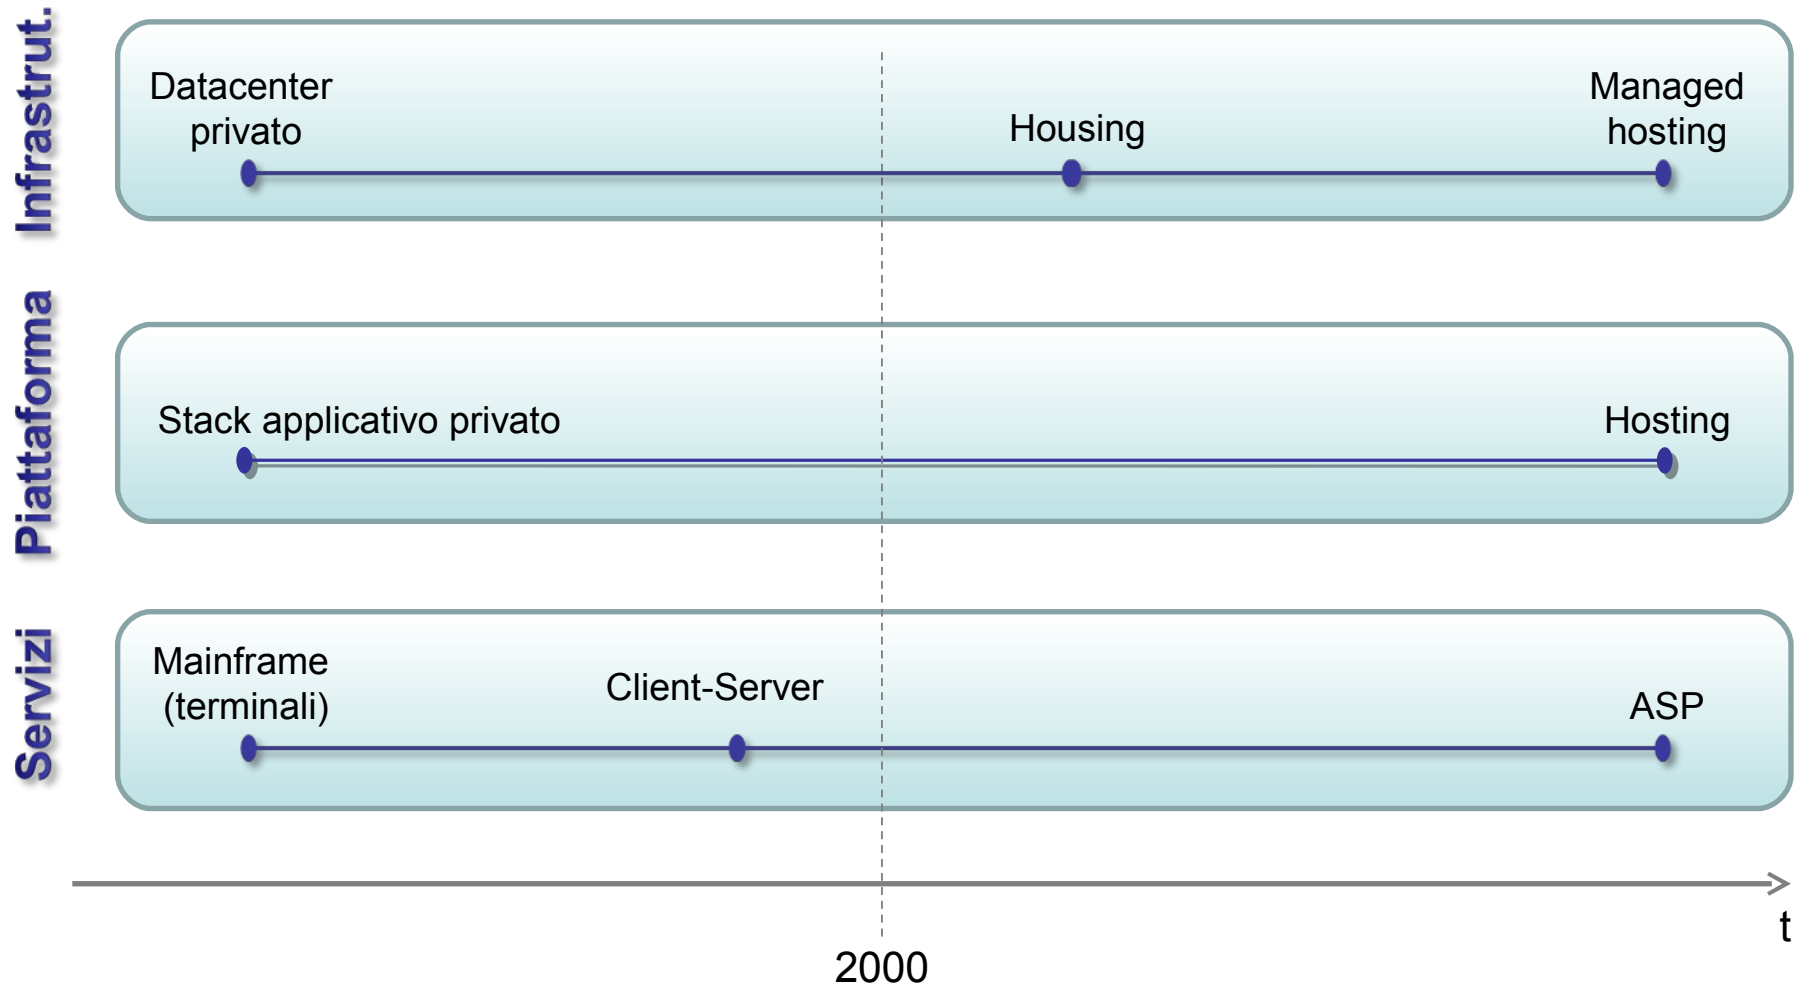 Infrastrut.
Datacenter
privato
Housing
Managed
hosting
Piattaforma
Stack applicativo privato
Hosting
Servizi
Mainframe
(terminali)
Client-Server
ASP
t
2000